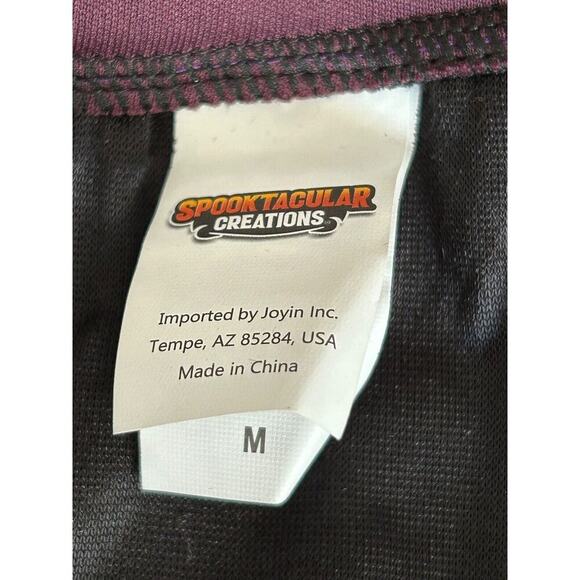 SPOOKTACULAR
CREATIONS
Imported by Joyin Inc.
Tempe, AZ 85284, USA
Made in China
M